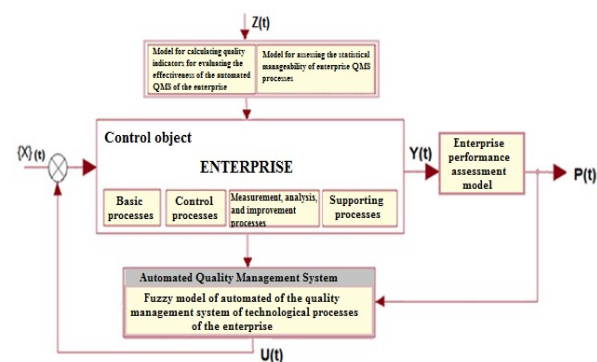 Z(t)
Model for calculating quality
indicators for evaluating the
effectiveness of the automated
QMS of the enterprise
Model for assessing the statistical
manageability of enterprise QMS
processes
{X}(t)
Control object
ENTERPRISE
Basic
processes
Control
processes
Measurement, analysis,
and improvement
processes
Supporting
processes
Y(t)
Enterprise
performance
assessment
model
P(t)
Automated Quality Management System
Fuzzy model of automated of the quality
management system of technological processes
of the enterprise
U(t)